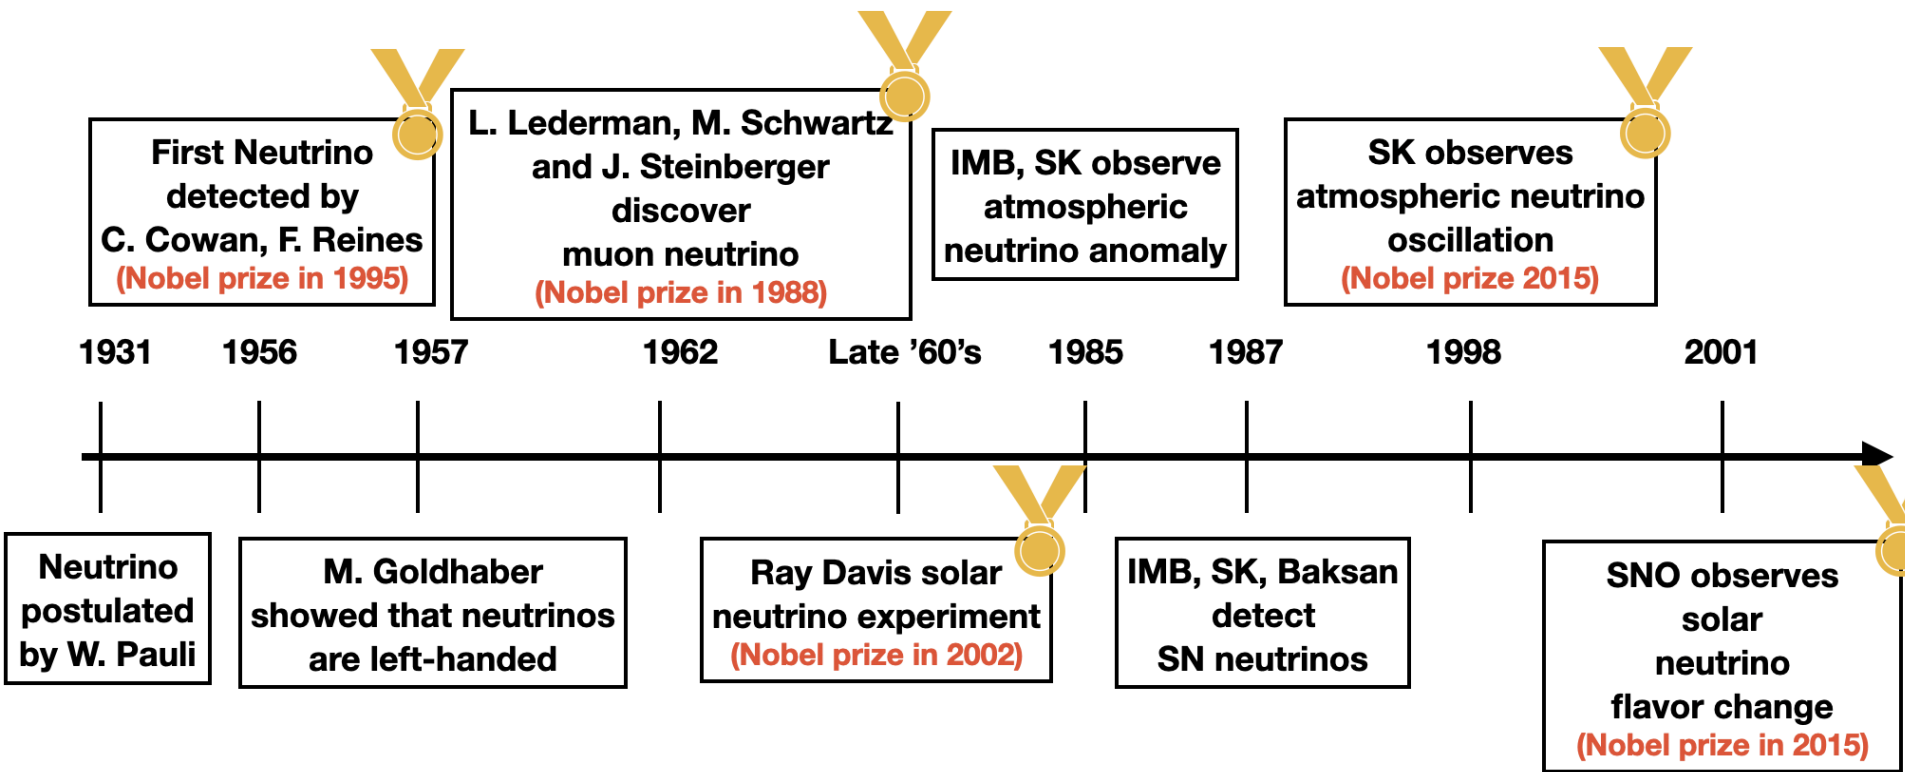 First Neutrino
detected by
C. Cowan, F. Reines
(Nobel prize in 1995)
L. Lederman, M. Schwartz
and J. Steinberger
discover
muon neutrino
(Nobel prize in 1988)
IMB, SK observe
atmospheric
neutrino anomaly
SK observes
atmospheric neutrino
oscillation
(Nobel prize 2015)
1931 1956 1957 1962 Late ’60’s 1985 1987 1998 2001
Neutrino
postulated
by W. Pauli
M. Goldhaber
showed that neutrinos
are left-handed
Ray Davis solar
neutrino experiment
(Nobel prize in 2002)
IMB, SK, Baksan
detect
SN neutrinos
SNO observes
solar
neutrino
flavor change
(Nobel prize in 2015)